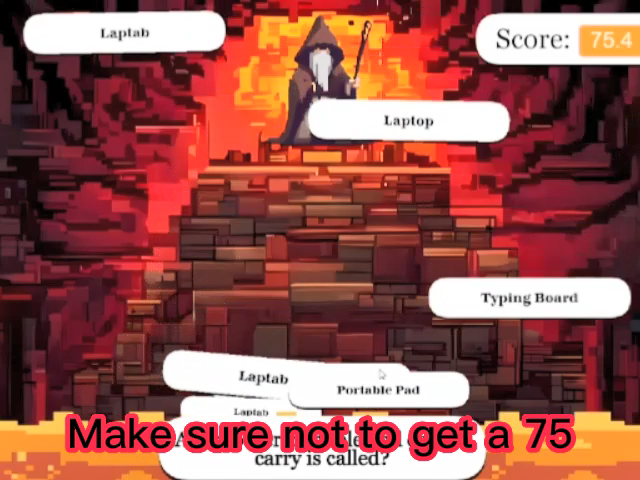 Laptab
Score: 75.4
Laptop
Typing Board
Laptab
Portable Pad
Laptab
Make sure not to get a 75
carry is called?